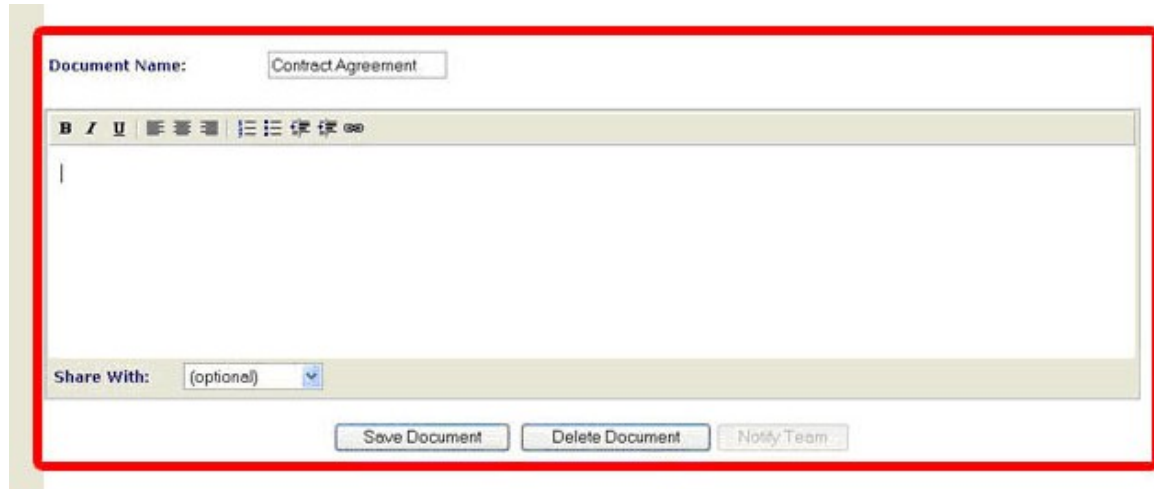 Document Name: Contract Agreement
B I U
Share With: (optional)
Save Document Delete Document Notify Team